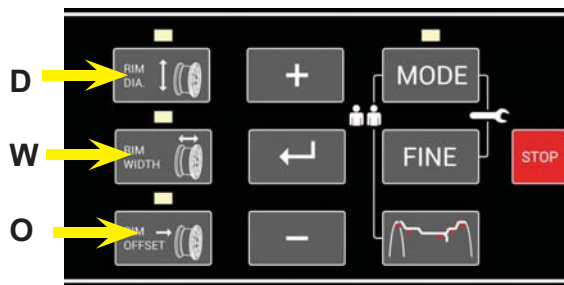 D
RIM
DIA.
+
MODE
W
RIM
WIDTH
FINE
STOP
O
RIM
OFFSET
−